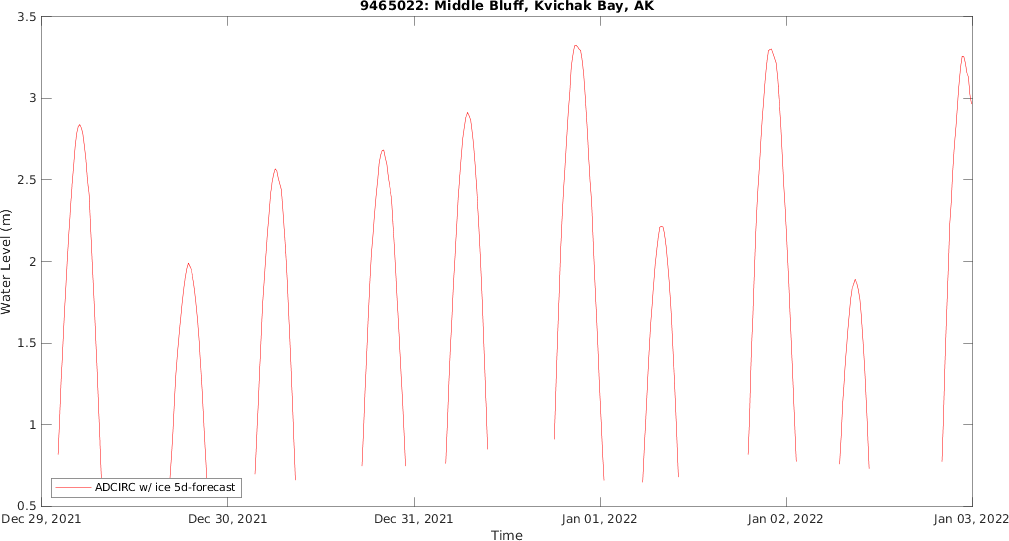 9465022: Middle Bluff, Kvichak Bay, AK
3.5
3
2.5
2
1.5
1
0.5
Water Level (m)
ADCIRC w/ ice 5d-forecast
Dec 29, 2021 Dec 30, 2021 Dec 31, 2021 Jan 01, 2022 Jan 02, 2022 Jan 03, 2022
Time